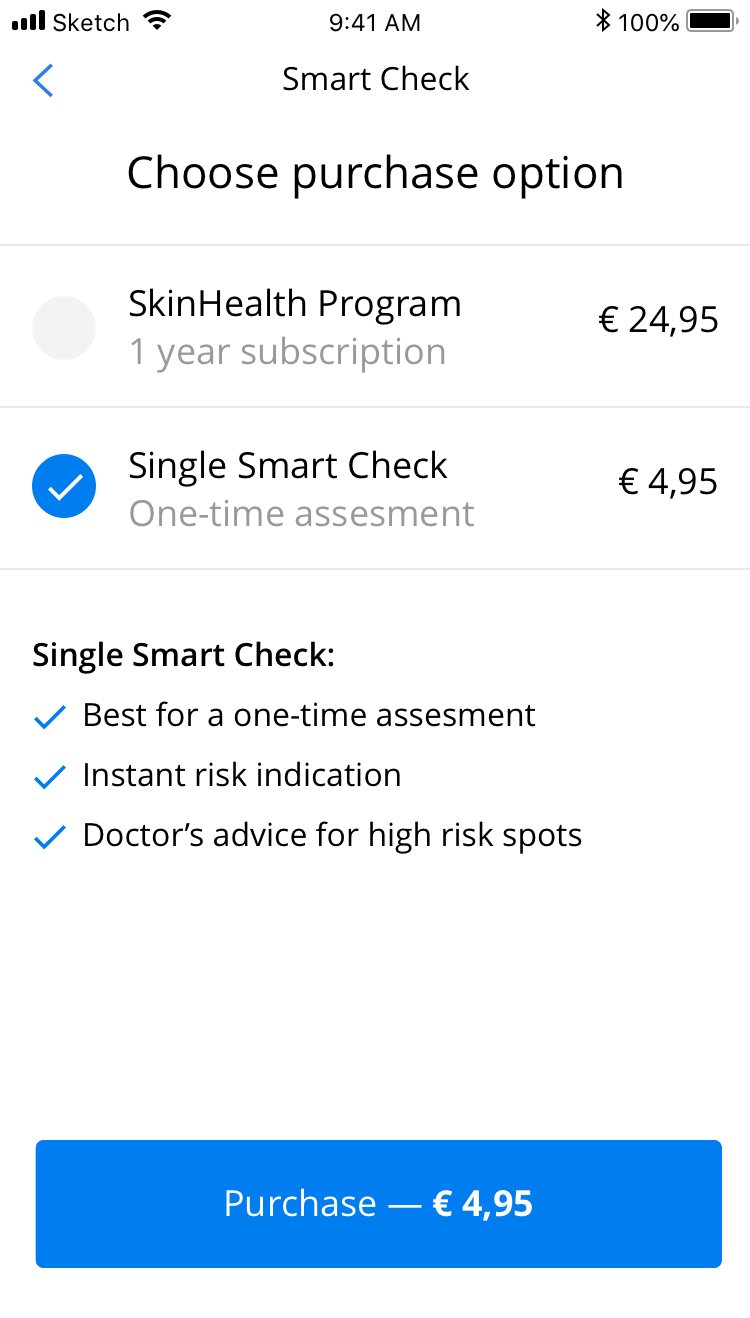 Sketch 9:41 AM 100%
Smart Check
Choose purchase option
SkinHealth Program
€ 24,95
1 year subscription
Single Smart Check
€ 4,95
One-time assesment
Single Smart Check:
Best for a one-time assesment
Instant risk indication
Doctor’s advice for high risk spots
Purchase — € 4,95